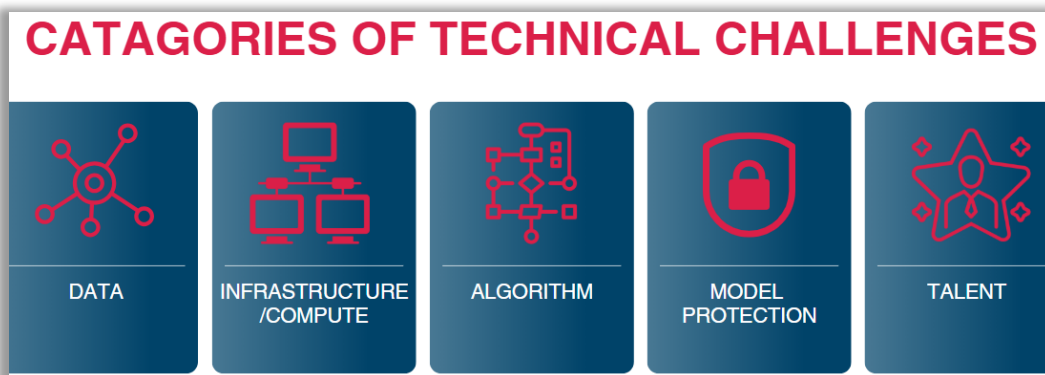 CATAGORIES OF TECHNICAL CHALLENGES
DATA
INFRASTRUCTURE
/COMPUTE
ALGORITHM
MODEL
PROTECTION
TALENT